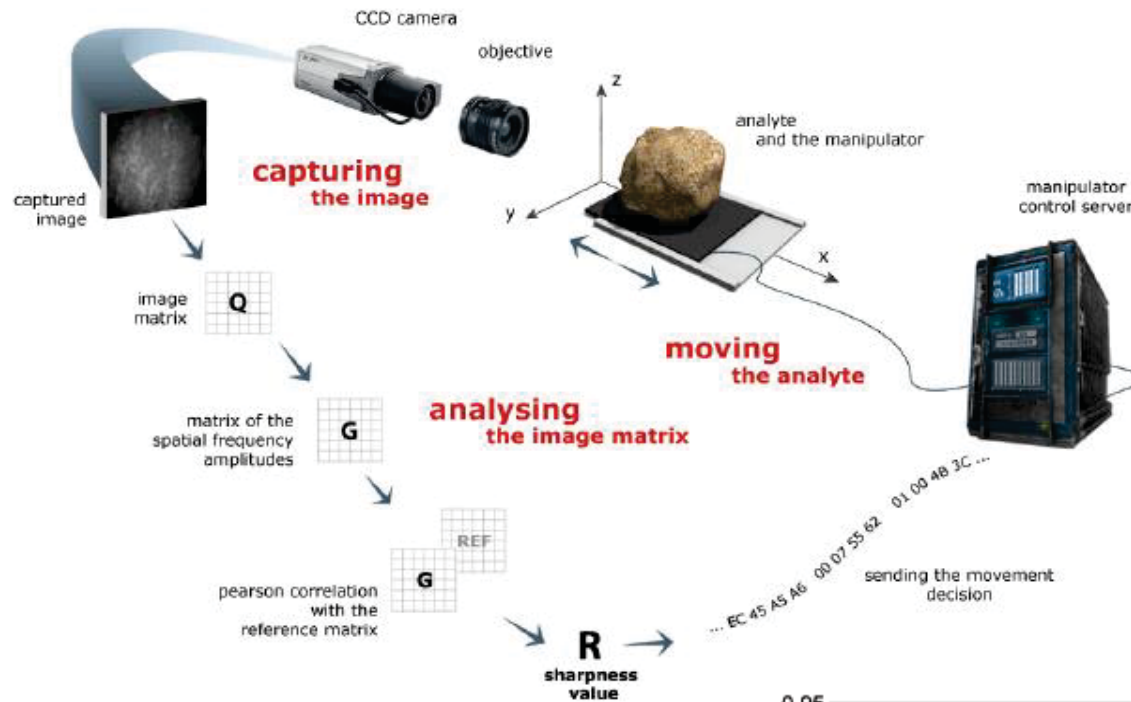 CCD camera
objective
z
analyte
and the manipulator
manipulator
control server
capturing
the image
captured
image
y
x
image
matrix
Q
moving
the analyte
analysing
the image matrix
matrix of the
spatial frequency
amplitudes
G
REF
G
pearson correlation
with the
reference matrix
... EC 45 A5 A6   00 07 55 62   01 00 4B 3C ...
sending the movement
decision
R
sharpness
value